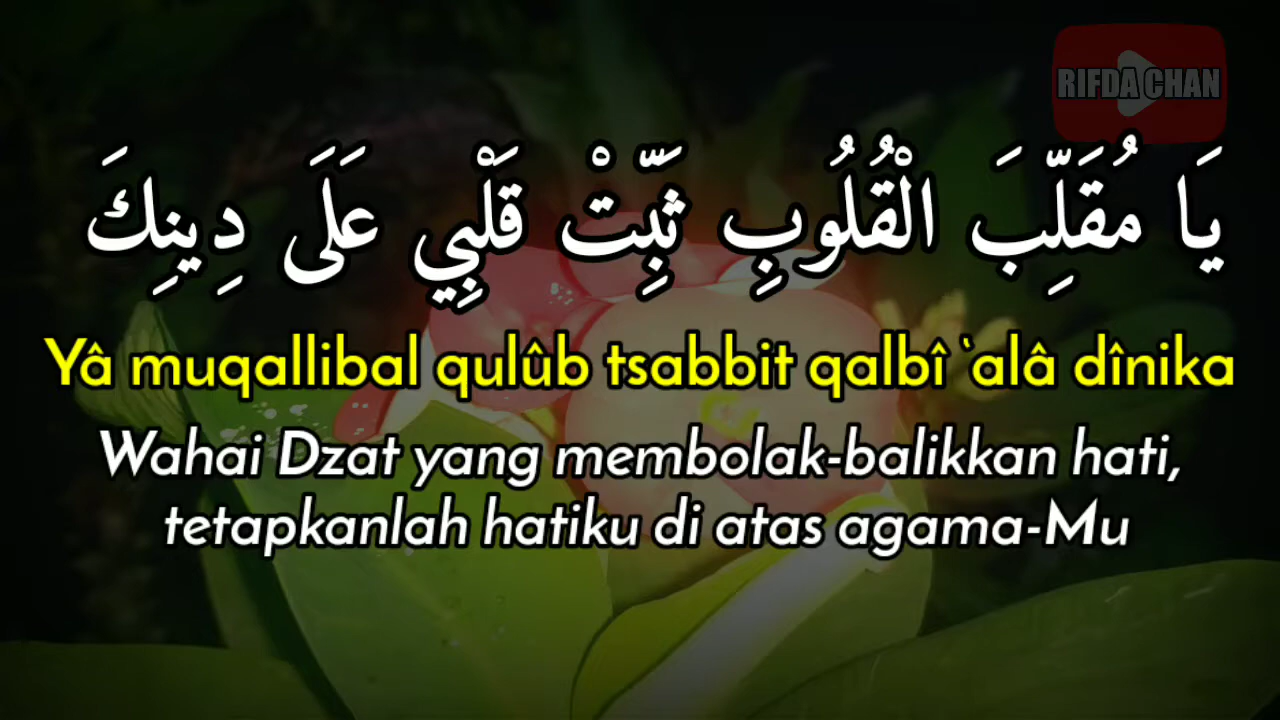 RIFDA CHAN
يَا مُقَلِّبَ الْقُلُوبِ ثَبِّتْ قَلْبِي عَلَى دِينِكَ
Yâ muqallibal qulûb tsabbit qalbî `alâ dînika
Wahai Dzat yang membolak-balikkan hati,
tetapkanlah hatiku di atas agama-Mu